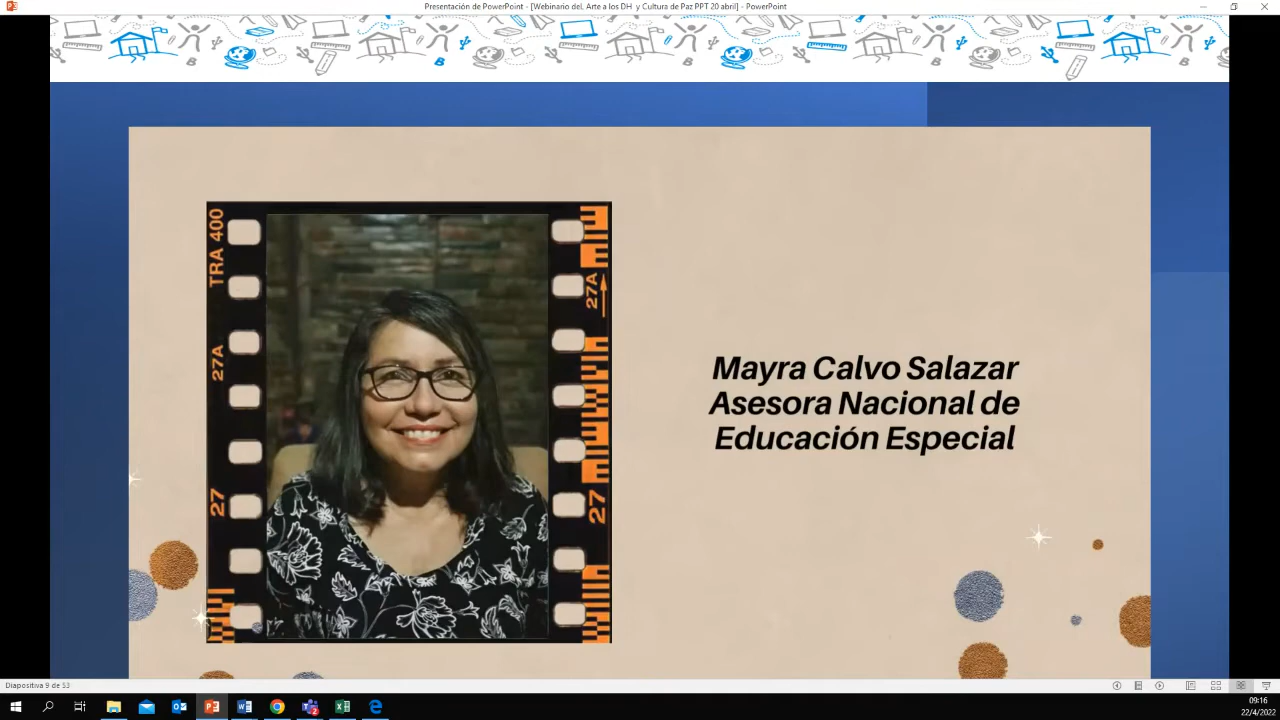 Presentación de PowerPoint - [Webinario del. Arte a los DH y Cultura de Paz PPT 20 abril] - PowerPoint
TRA 400
27A
27
27A
27
Mayra Calvo Salazar
Asesora Nacional de
Educación Especial
Diapositiva 9 de 53
09:16
22/4/2022